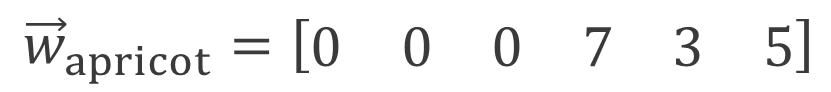 w⃗apricot = [0 0 0 7 3 5]